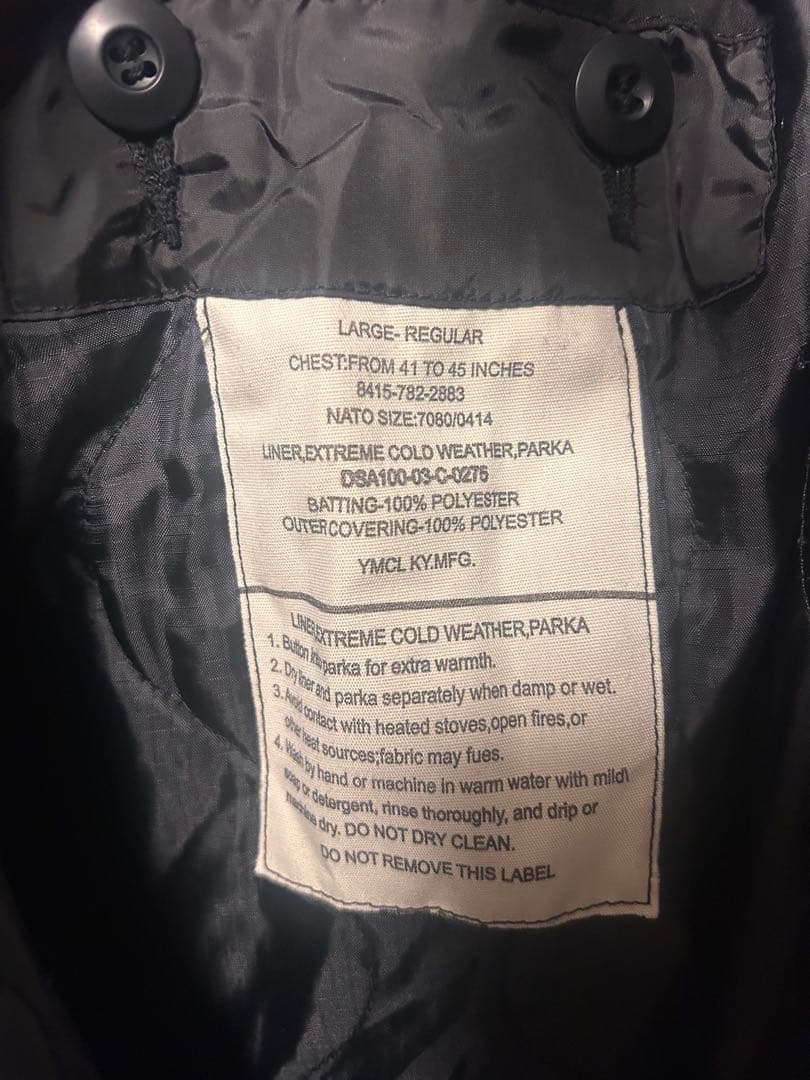 LARGE- REGULAR
CHEST:FROM 41 TO 45 INCHES
8415-782-2883
NATO SIZE:7080/0414
LINER,EXTREME COLD WEATHER,PARKA
DSA100-03-C-0276
BATTING-100% POLYESTER
OUTER COVERING-100% POLYESTER
YMCL KY.MFG.
LINER,EXTREME COLD WEATHER,PARKA
1. Button into parka for extra warmth.
2. Dry liner and parka separately when damp or wet.
3. Avoid contact with heated stoves,open fires,or
other heat sources;fabric may fues.
4. Wash by hand or machine in warm water with mild\
soap or detergent, rinse thoroughly, and drip or
machine dry. DO NOT DRY CLEAN.
DO NOT REMOVE THIS LABEL